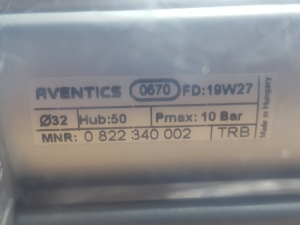 AVENTICS 0670 FD:19W27
Ø32 Hub:50 Pmax: 10 Bar
MNR: 0 822 340 002 TRB
Made in Hungary